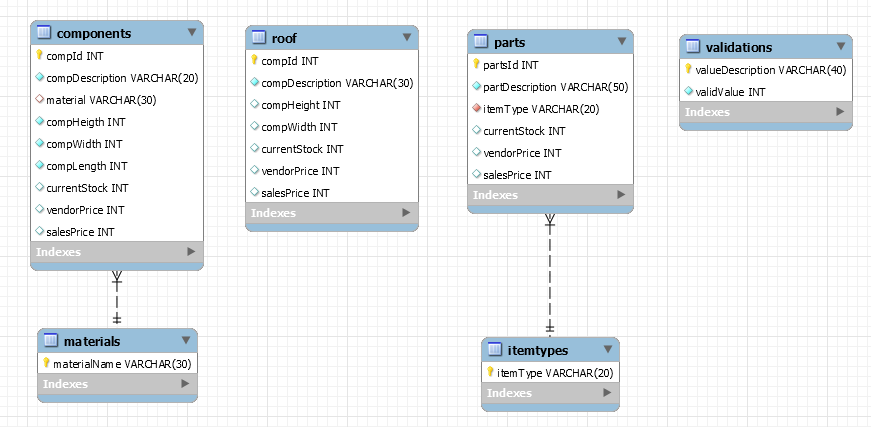 components
compId INT
compDescription VARCHAR(20)
material VARCHAR(30)
compHeigth INT
compWidth INT
compLength INT
currentStock INT
vendorPrice INT
salesPrice INT
Indexes
roof
compId INT
compDescription VARCHAR(30)
compHeight INT
compWidth INT
currentStock INT
vendorPrice INT
salesPrice INT
Indexes
parts
partsId INT
partDescription VARCHAR(50)
itemType VARCHAR(20)
currentStock INT
vendorPrice INT
salesPrice INT
Indexes
validations
valueDescription VARCHAR(40)
validValue INT
Indexes
materials
materialName VARCHAR(30)
Indexes
itemtypes
itemType VARCHAR(20)
Indexes